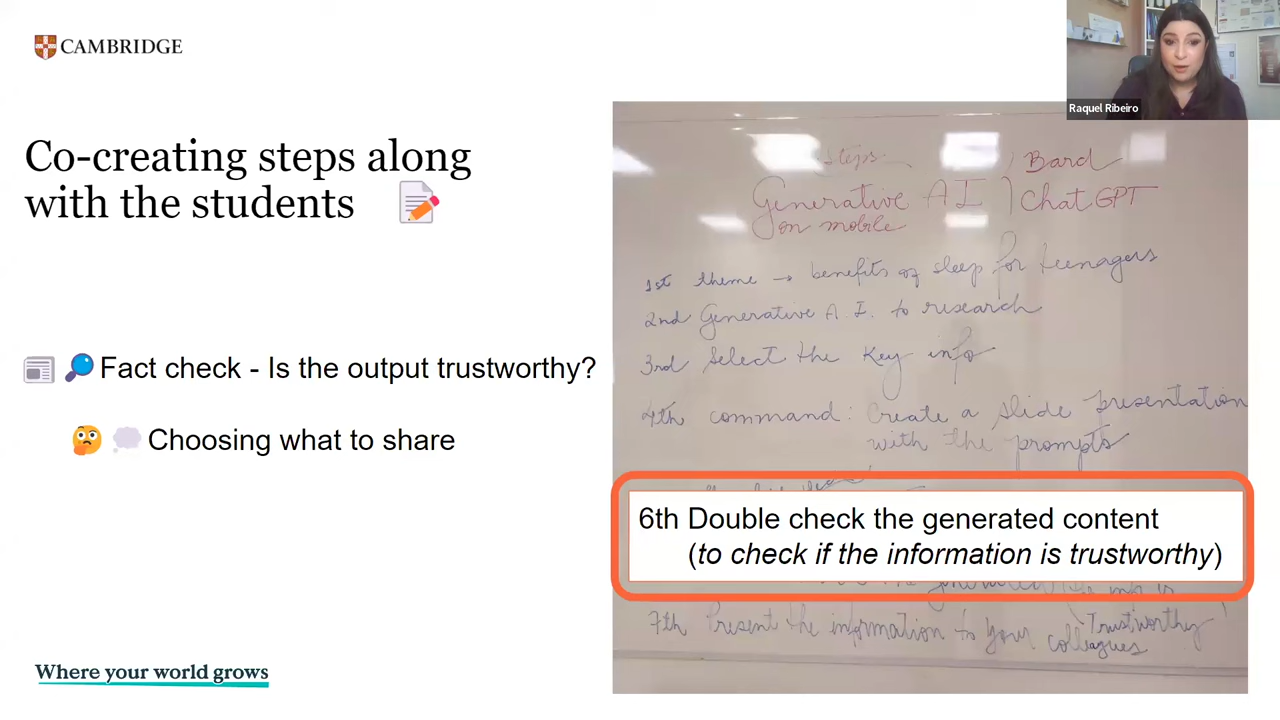 CAMBRIDGE
Raquel Ribeiro
Co-creating steps along
with the students
Fact check - Is the output trustworthy?
Choosing what to share
Where your world grows
Steps
Generative AI
on mobile
Bard
Chat GPT
1st theme → benefits of sleep for teenagers
2nd Generative A.I. to research
3rd Select the key info
4th command: Create a slide presentation
with the prompts
6th Double check the generated content
(to check if the information is trustworthy)
generated
info is
trustworthy
7th Present the information to your
colleagues